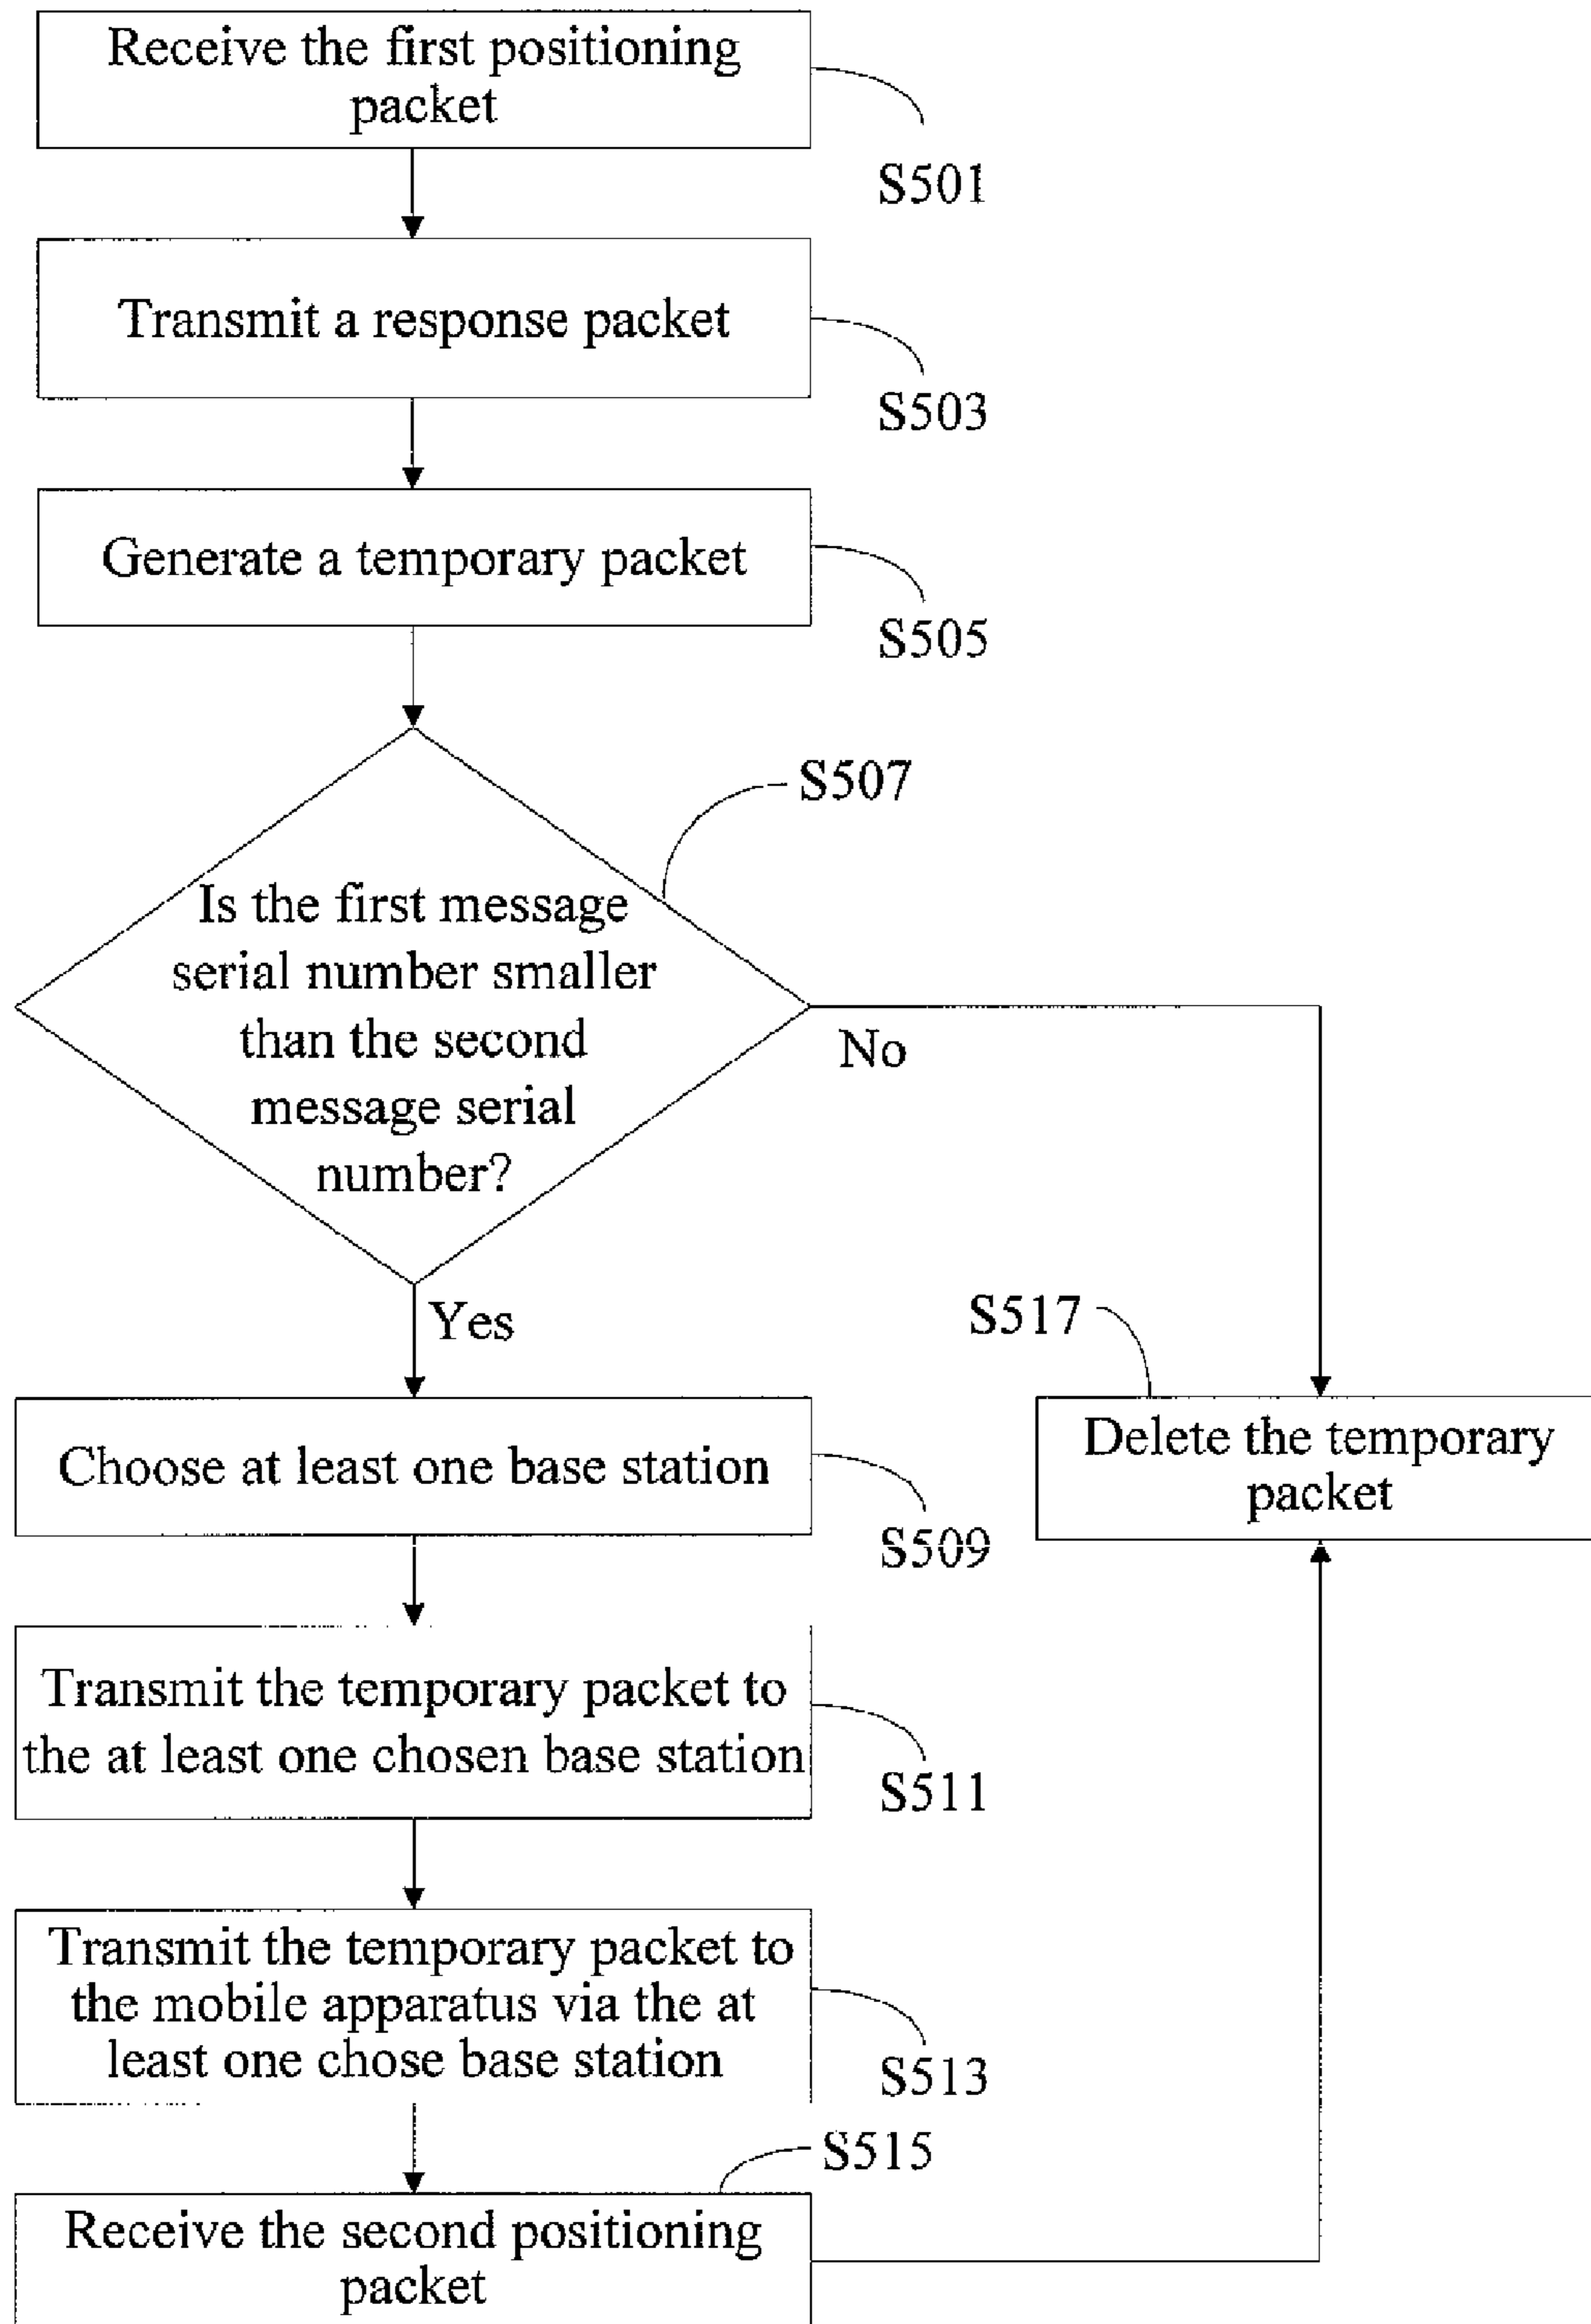 Receive the first positioning
packet
S501
Transmit a response packet
S503
Generate a temporary packet
S505
S507
Is the first message
serial number smaller
than the second
message serial
number?
No
Yes
S517
Choose at least one base station
S509
Delete the temporary
packet
Transmit the temporary packet to
the at least one chosen base station
S511
Transmit the temporary packet to
the mobile apparatus via the at
least one chose base station
S513
S515
Receive the second positioning
packet